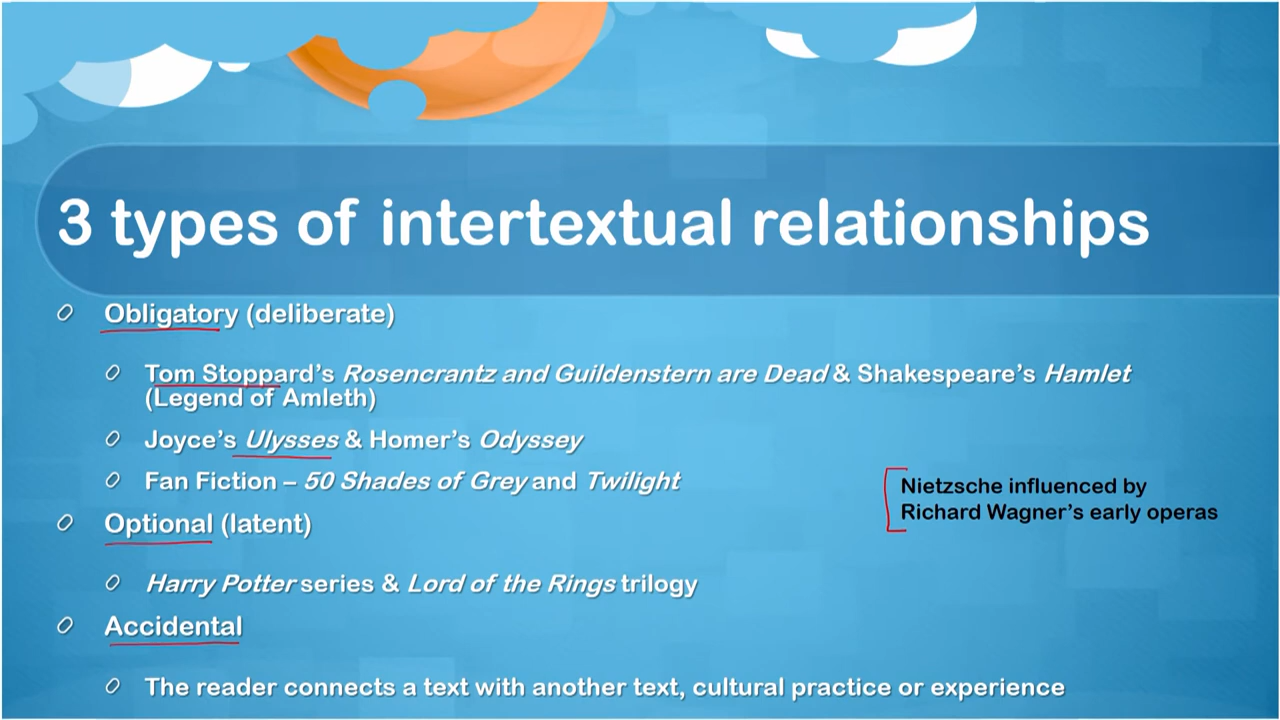 3 types of intertextual relationships
Obligatory (deliberate)
Tom Stoppard's Rosencrantz and Guildenstern are Dead & Shakespeare's Hamlet
(Legend of Amleth)
Joyce's Ulysses & Homer's Odyssey
Fan Fiction – 50 Shades of Grey and Twilight
Nietzsche influenced by
Richard Wagner's early operas
Optional (latent)
Harry Potter series & Lord of the Rings trilogy
Accidental
The reader connects a text with another text, cultural practice or experience